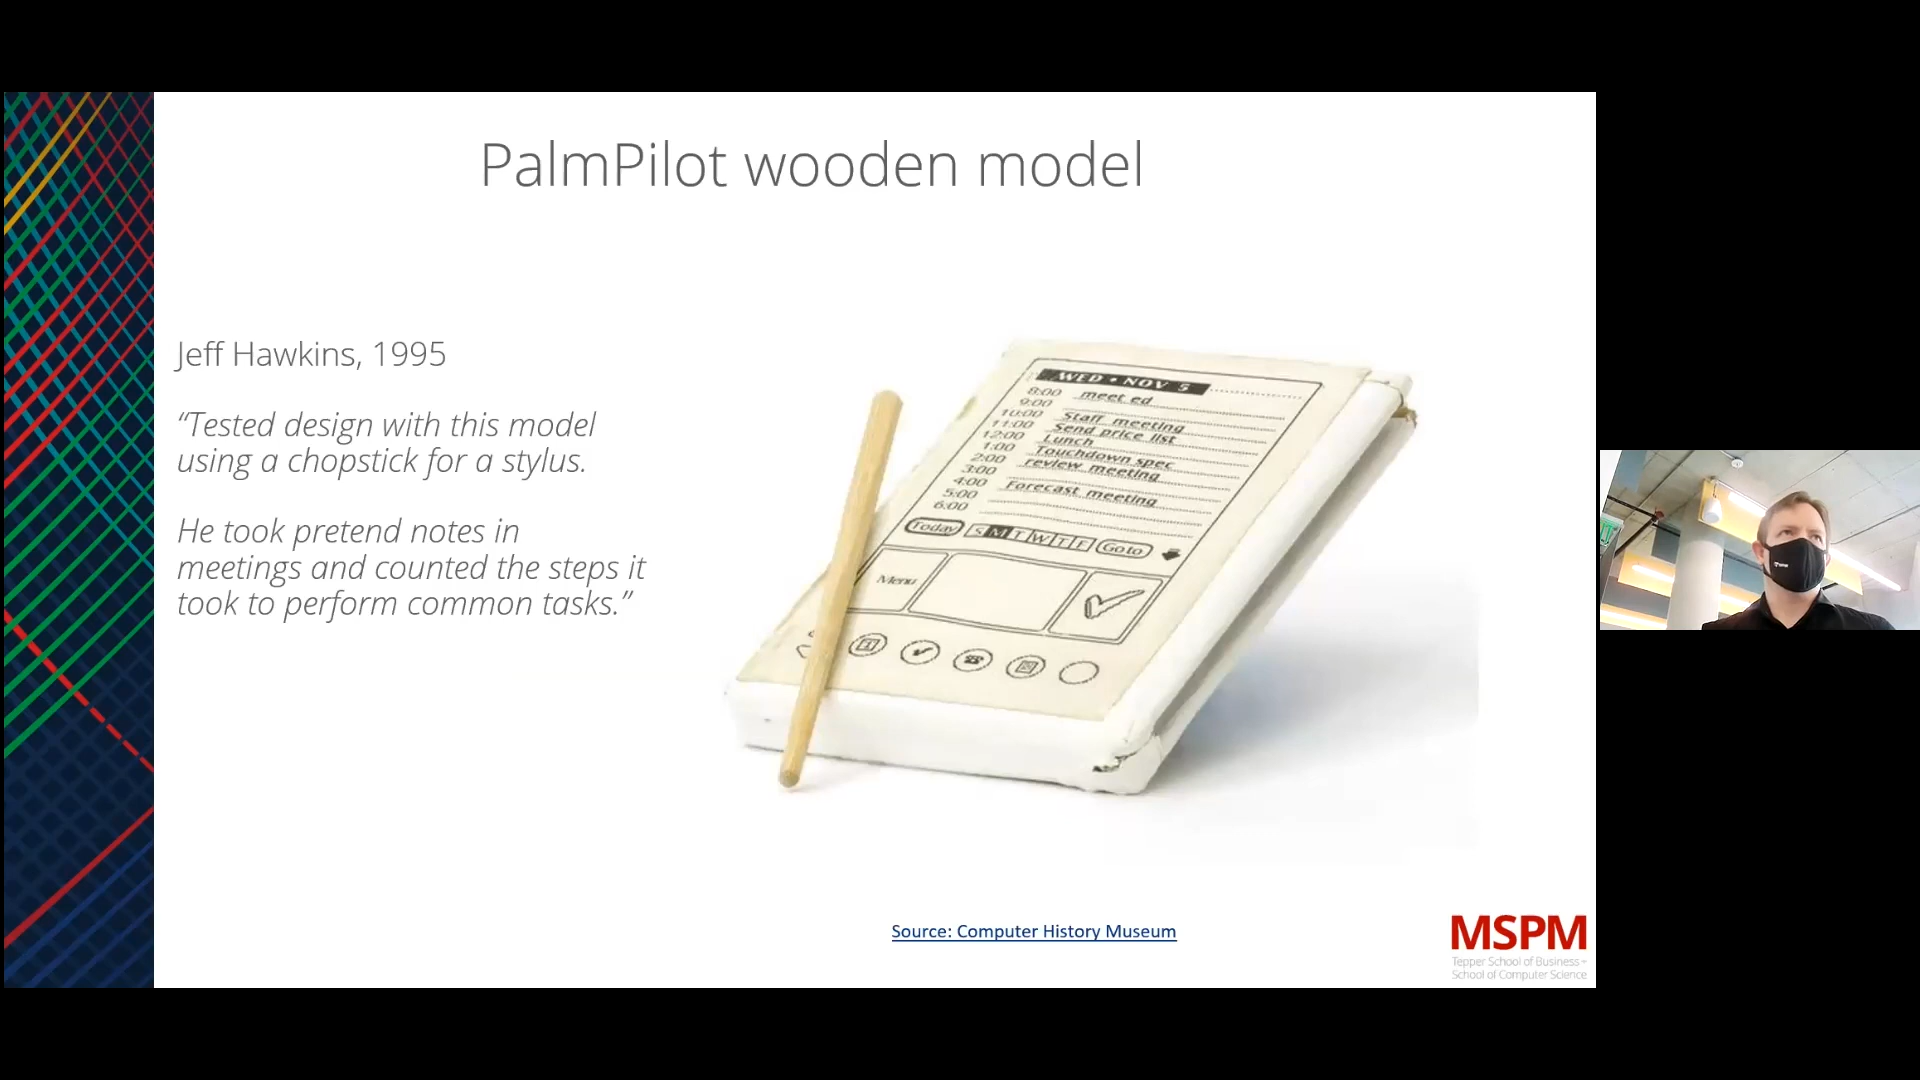 PalmPilot wooden model
Jeff Hawkins, 1995
“Tested design with this model
using a chopstick for a stylus.
He took pretend notes in
meetings and counted the steps it
took to perform common tasks.”
WED • NOV 5
8:00 meet ed
9:00
10:00 Staff meeting
11:00 Send price list
12:00 Lunch
1:00 Touchdown spec
2:00 review meeting
3:00
4:00 Forecast meeting
5:00
6:00
Today S M T W T F Go to
Menu
Source: Computer History Museum
MSPM
Tepper School of Business +
School of Computer Science